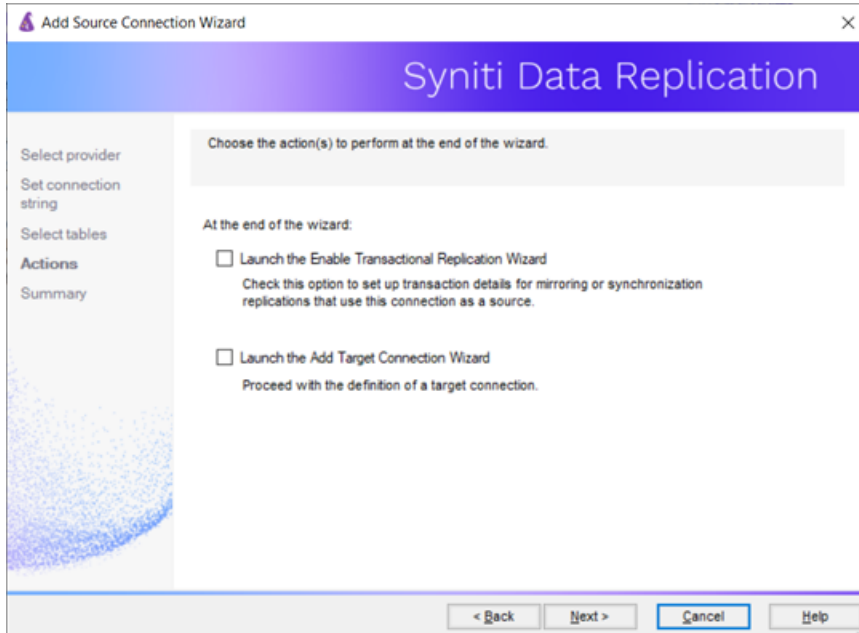 Add Source Connection Wizard
Syniti Data Replication
Select provider
Set connection
string
Select tables
Actions
Summary
Choose the action(s) to perform at the end of the wizard.
At the end of the wizard:
Launch the Enable Transactional Replication Wizard
Check this option to set up transaction details for mirroring or synchronization
replications that use this connection as a source.
Launch the Add Target Connection Wizard
Proceed with the definition of a target connection.
< Back
Next >
Cancel
Help